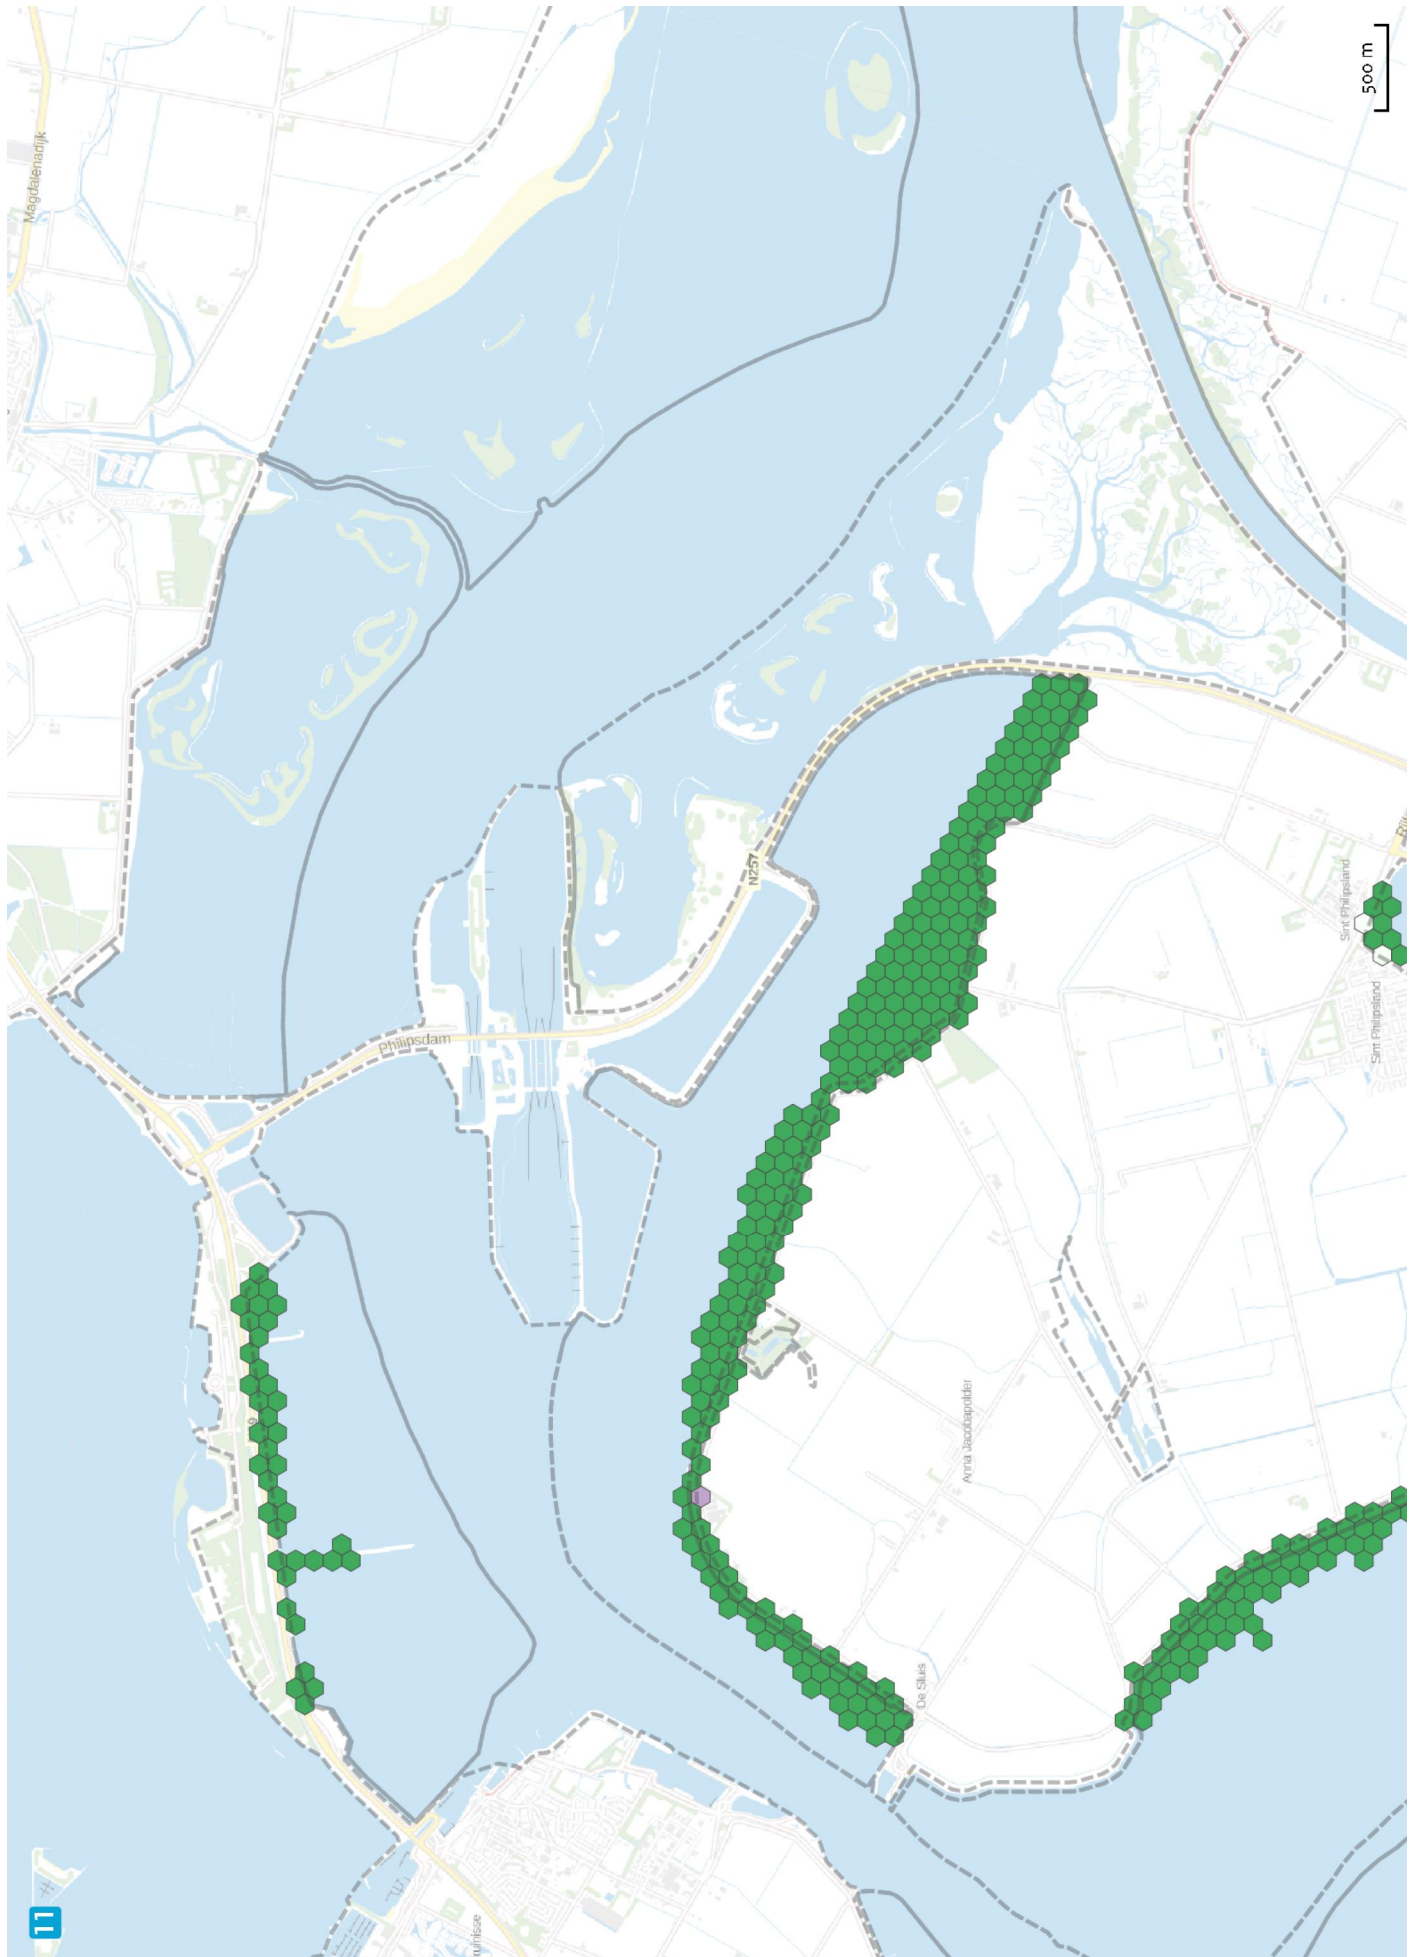 500 m
Magdalenadijk
N257
Philipsdam
Sint Philipsland
Sint Philipsland
Anna Jacobapolder
De Sluis
11